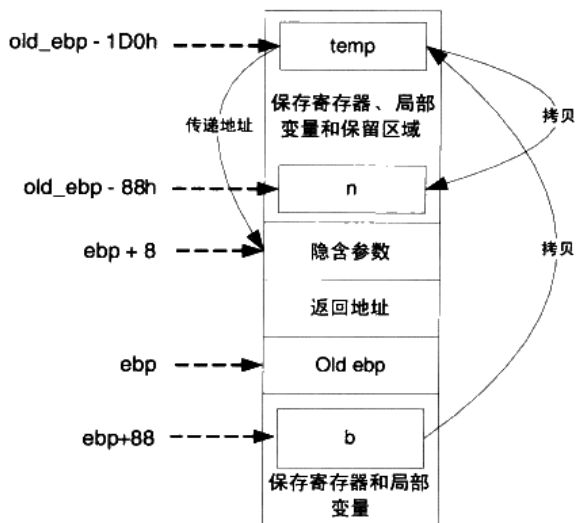 old_ebp - 1D0h
temp
保存寄存器、局部
变量和保留区域
传递地址
拷贝
old_ebp - 88h
n
ebp + 8
隐含参数
拷贝
返回地址
ebp
Old ebp
ebp+88
b
保存寄存器和局部
变量